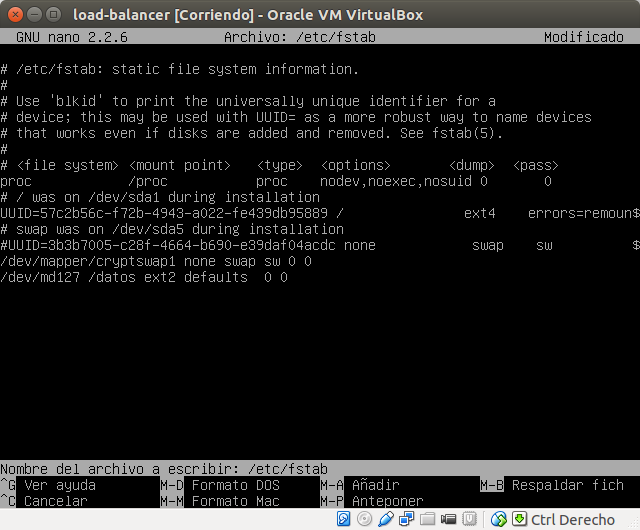 load-balancer [Corriendo] - Oracle VM VirtualBox
GNU nano 2.2.6 Archivo: /etc/fstab Modificado
# /etc/fstab: static file system information.
#
# Use 'blkid' to print the universally unique identifier for a
# device; this may be used with UUID= as a more robust way to name devices
# that works even if disks are added and removed. See fstab(5).
#
# <file system> <mount point> <type> <options> <dump> <pass>
proc /proc proc nodev,noexec,nosuid 0 0
# / was on /dev/sda1 during installation
UUID=57c2b56c-f72b-4943-a022-fe439db95889 / ext4 errors=remoun$
# swap was on /dev/sda5 during installation
#UUID=3b3b7005-c28f-4664-b690-e39daf04acdc none swap sw $
/dev/mapper/cryptswap1 none swap sw 0 0
/dev/md127 /datos ext2 defaults 0 0
Nombre del archivo a escribir: /etc/fstab
^G Ver ayuda M-D Formato DOS M-A Añadir M-B Respaldar fich
^C Cancelar M-M Formato Mac M-P Anteponer
Ctrl Derecho